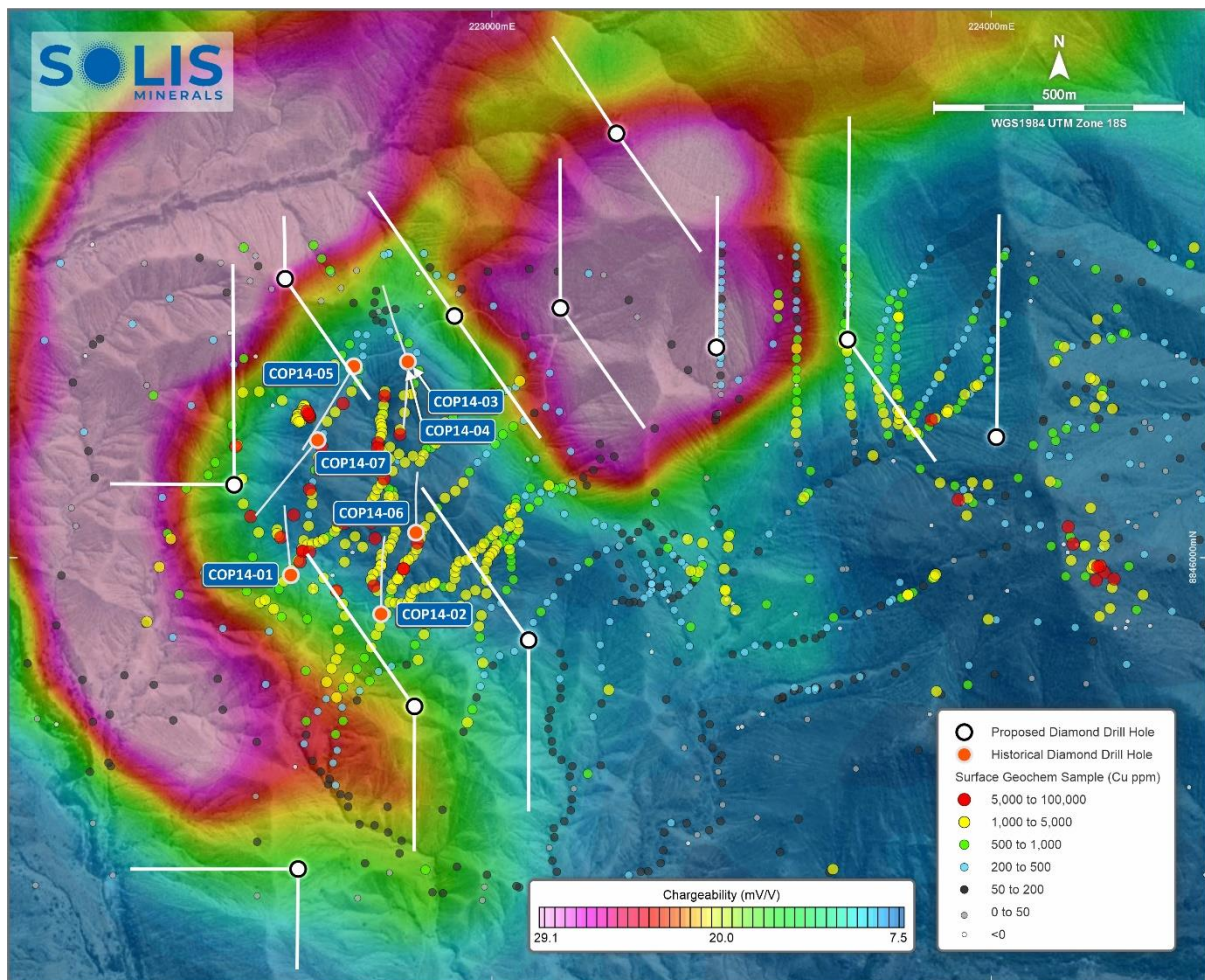 223000mE
224000mE
SOLIS
MINERALS
N
500m
WGS1984 UTM Zone 18S
COP14-05
COP14-03
COP14-04
COP14-07
COP14-06
COP14-01
COP14-02
8846000mN
Proposed Diamond Drill Hole
Historical Diamond Drill Hole
Surface Geochem Sample (Cu ppm)
5,000 to 100,000
1,000 to 5,000
500 to 1,000
200 to 500
50 to 200
0 to 50
<0
Chargeability (mV/V)
29.1
20.0
7.5